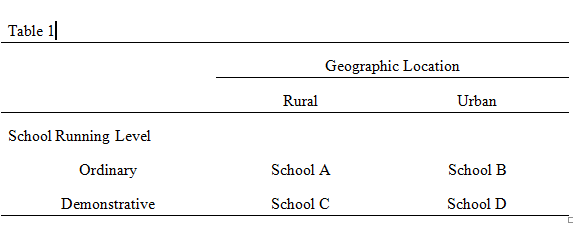 Table 1
Geographic Location
Rural Urban
School Running Level
Ordinary School A School B
Demonstrative School C School D